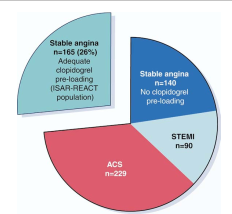 Stable angina
n=165 (26%)
Adequate
clopidogrel
pre-loading
(ISAR-REACT
population)
Stable angina
n=140
No clopidogrel
pre-loading
STEMI
n=90
ACS
n=229